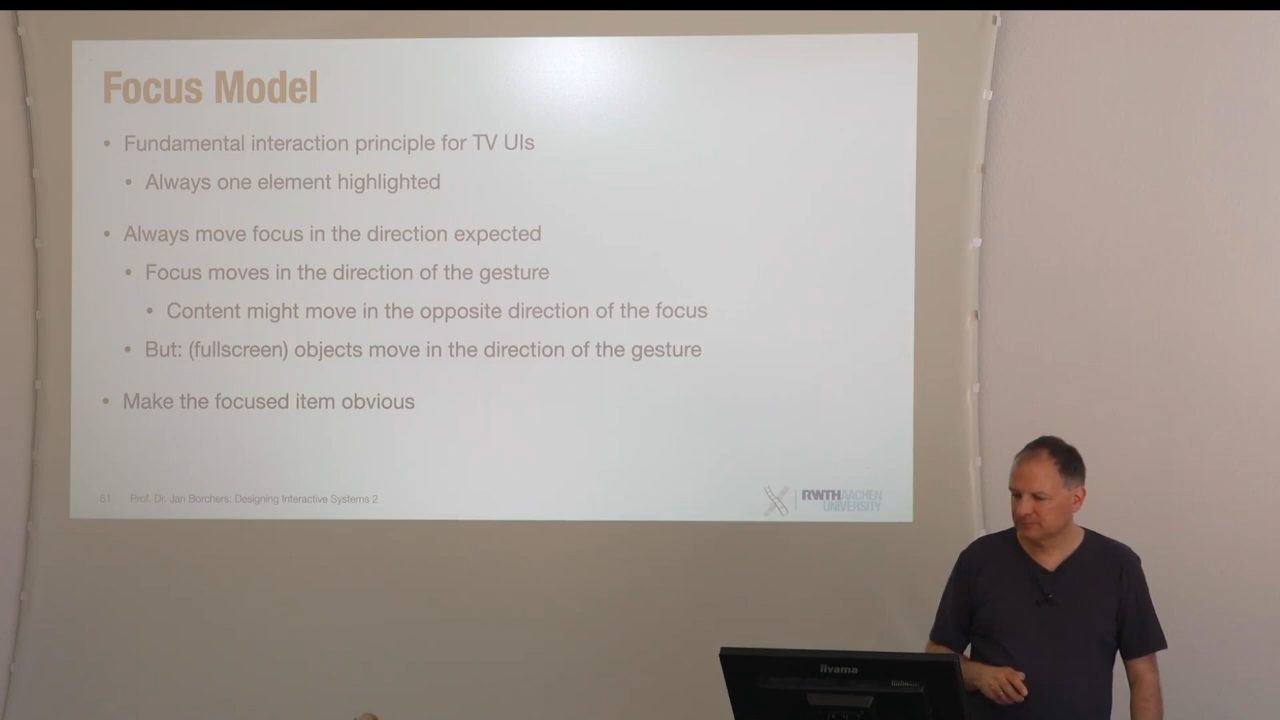 Focus Model
• Fundamental interaction principle for TV UIs
• Always one element highlighted
• Always move focus in the direction expected
• Focus moves in the direction of the gesture
• Content might move in the opposite direction of the focus
• But: (fullscreen) objects move in the direction of the gesture
• Make the focused item obvious
51 Prof. Dr. Jan Borchers: Designing Interactive Systems 2
RWTHAACHEN
UNIVERSITY
iiyama